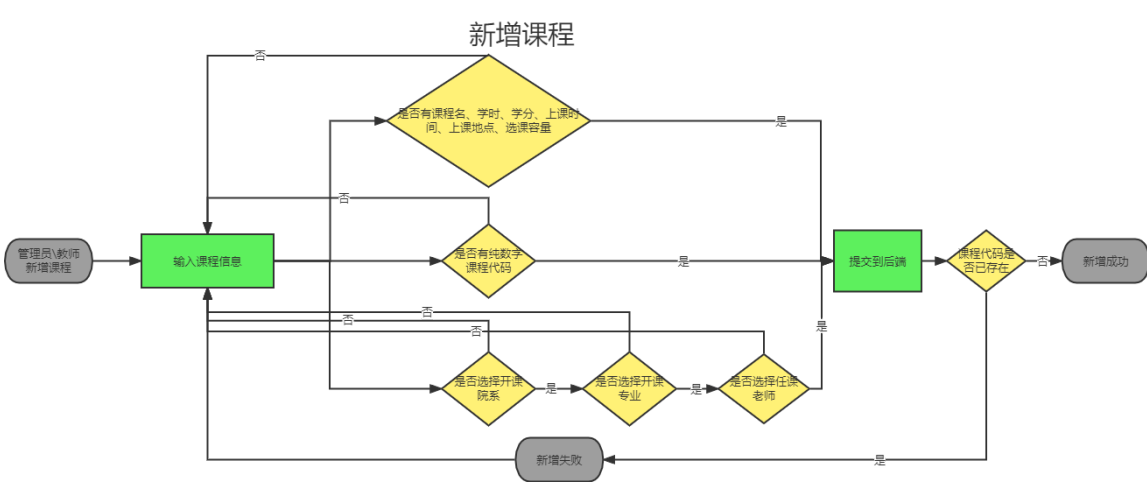 新增课程
否
是否有课程名、学时、学分、上课时
间、上课地点、选课容量
是
否
管理员\教师
新增课程
输入课程信息
是否有纯数字
课程代码
是
提交到后端
课程代码是
否已存在
否
新增成功
否
否
否
是
是否选择开课
院系
是
是否选择开课
专业
是
是否选择任课
老师
新增失败
是